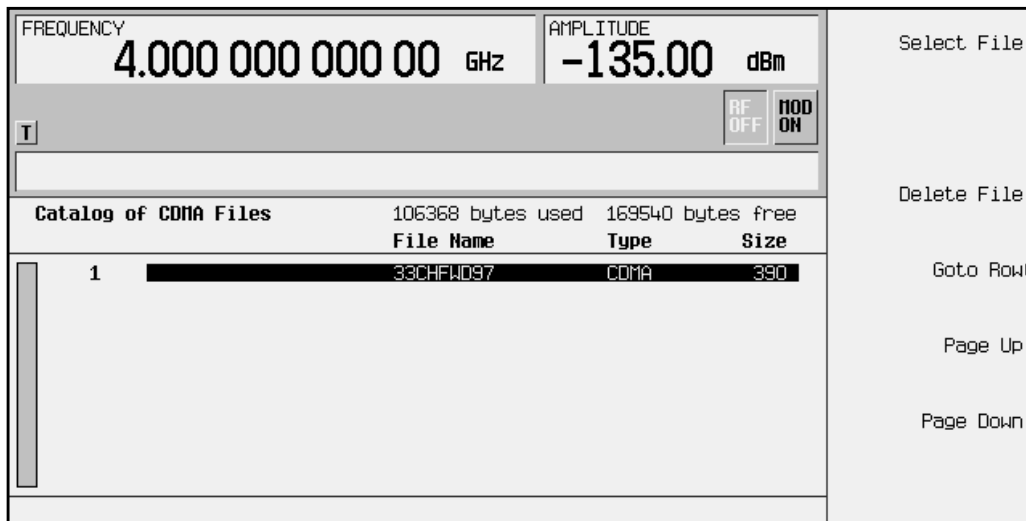 FREQUENCY
4.000 000 000 00 GHz
AMPLITUDE
-135.00 dBm
RF OFF
MOD ON
T
Catalog of CDMA Files 106368 bytes used 169540 bytes free
File Name Type Size
1 33CHFWD97 CDMA 390
Select File
Delete File
Goto Row
Page Up
Page Down